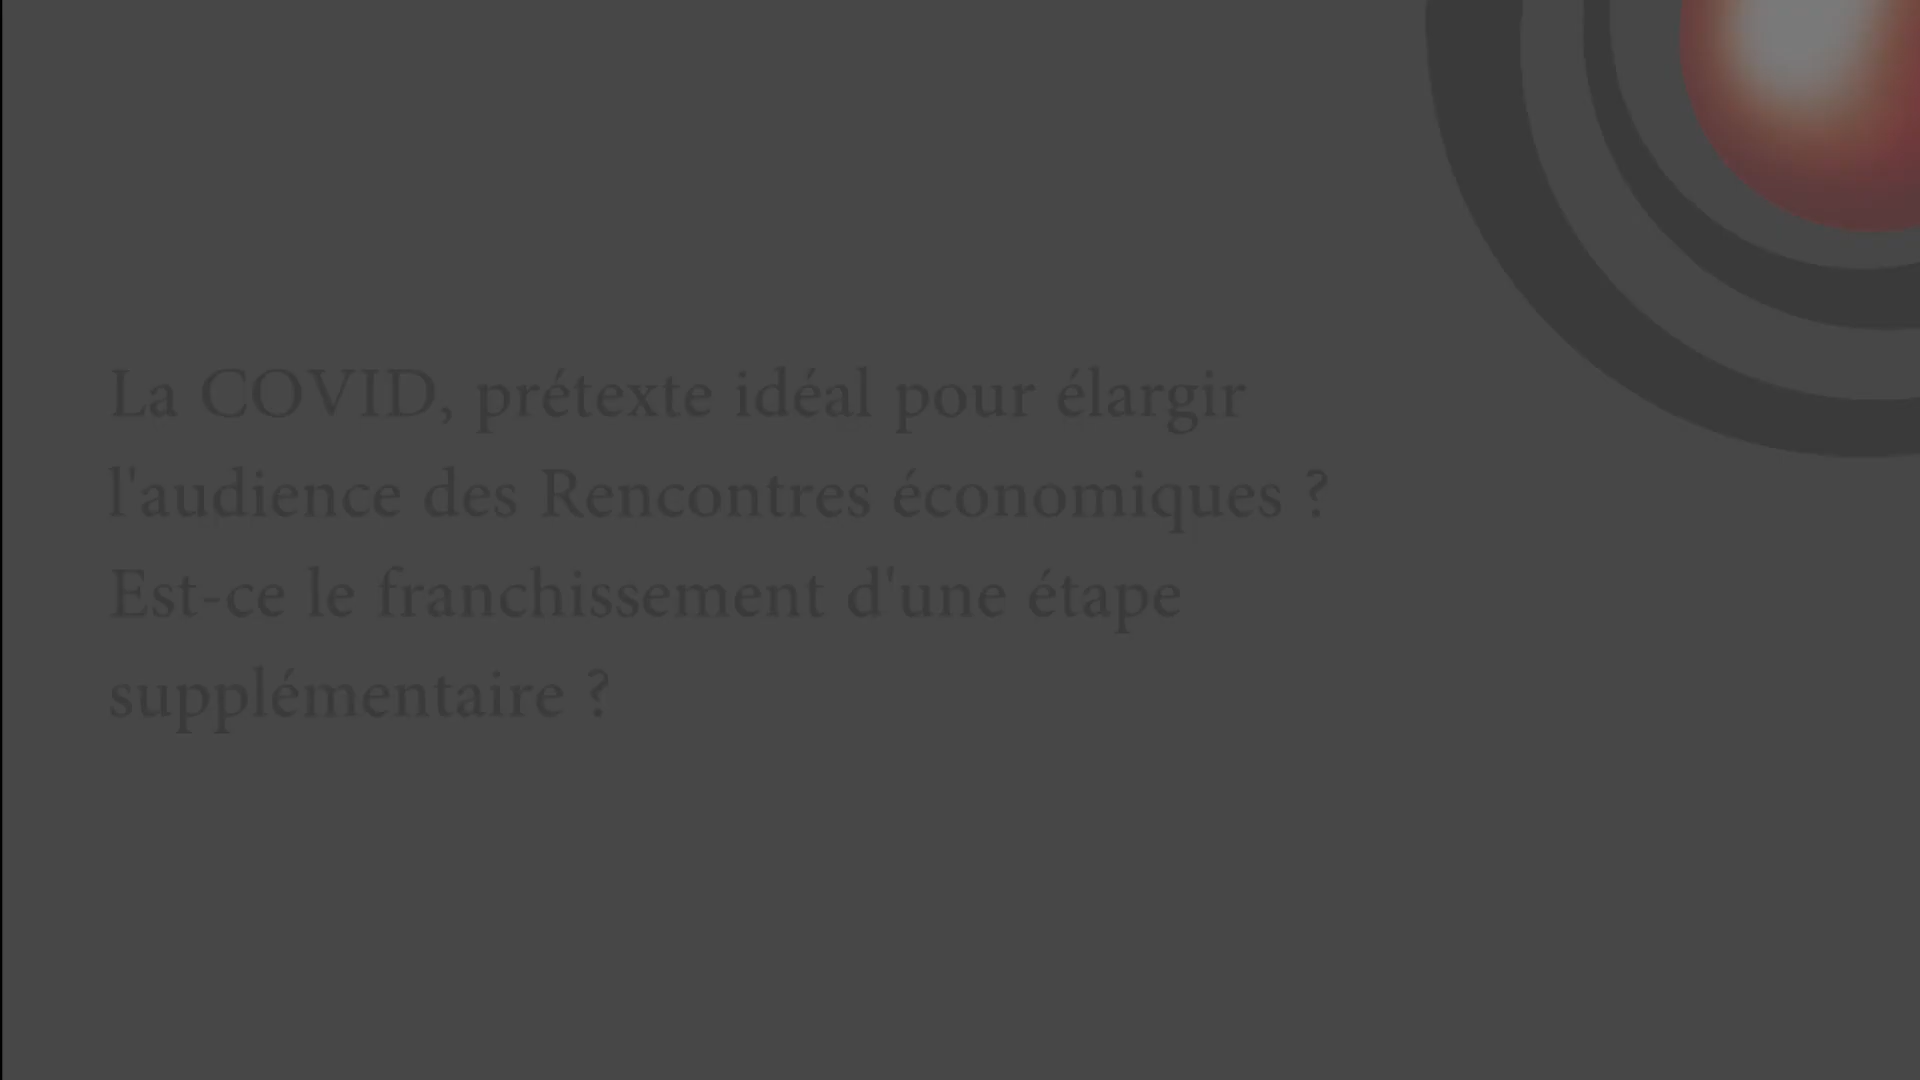 La COVID, prétexte idéal pour élargir
l'audience des Rencontres économiques ?
Est-ce le franchissement d'une étape
supplémentaire ?